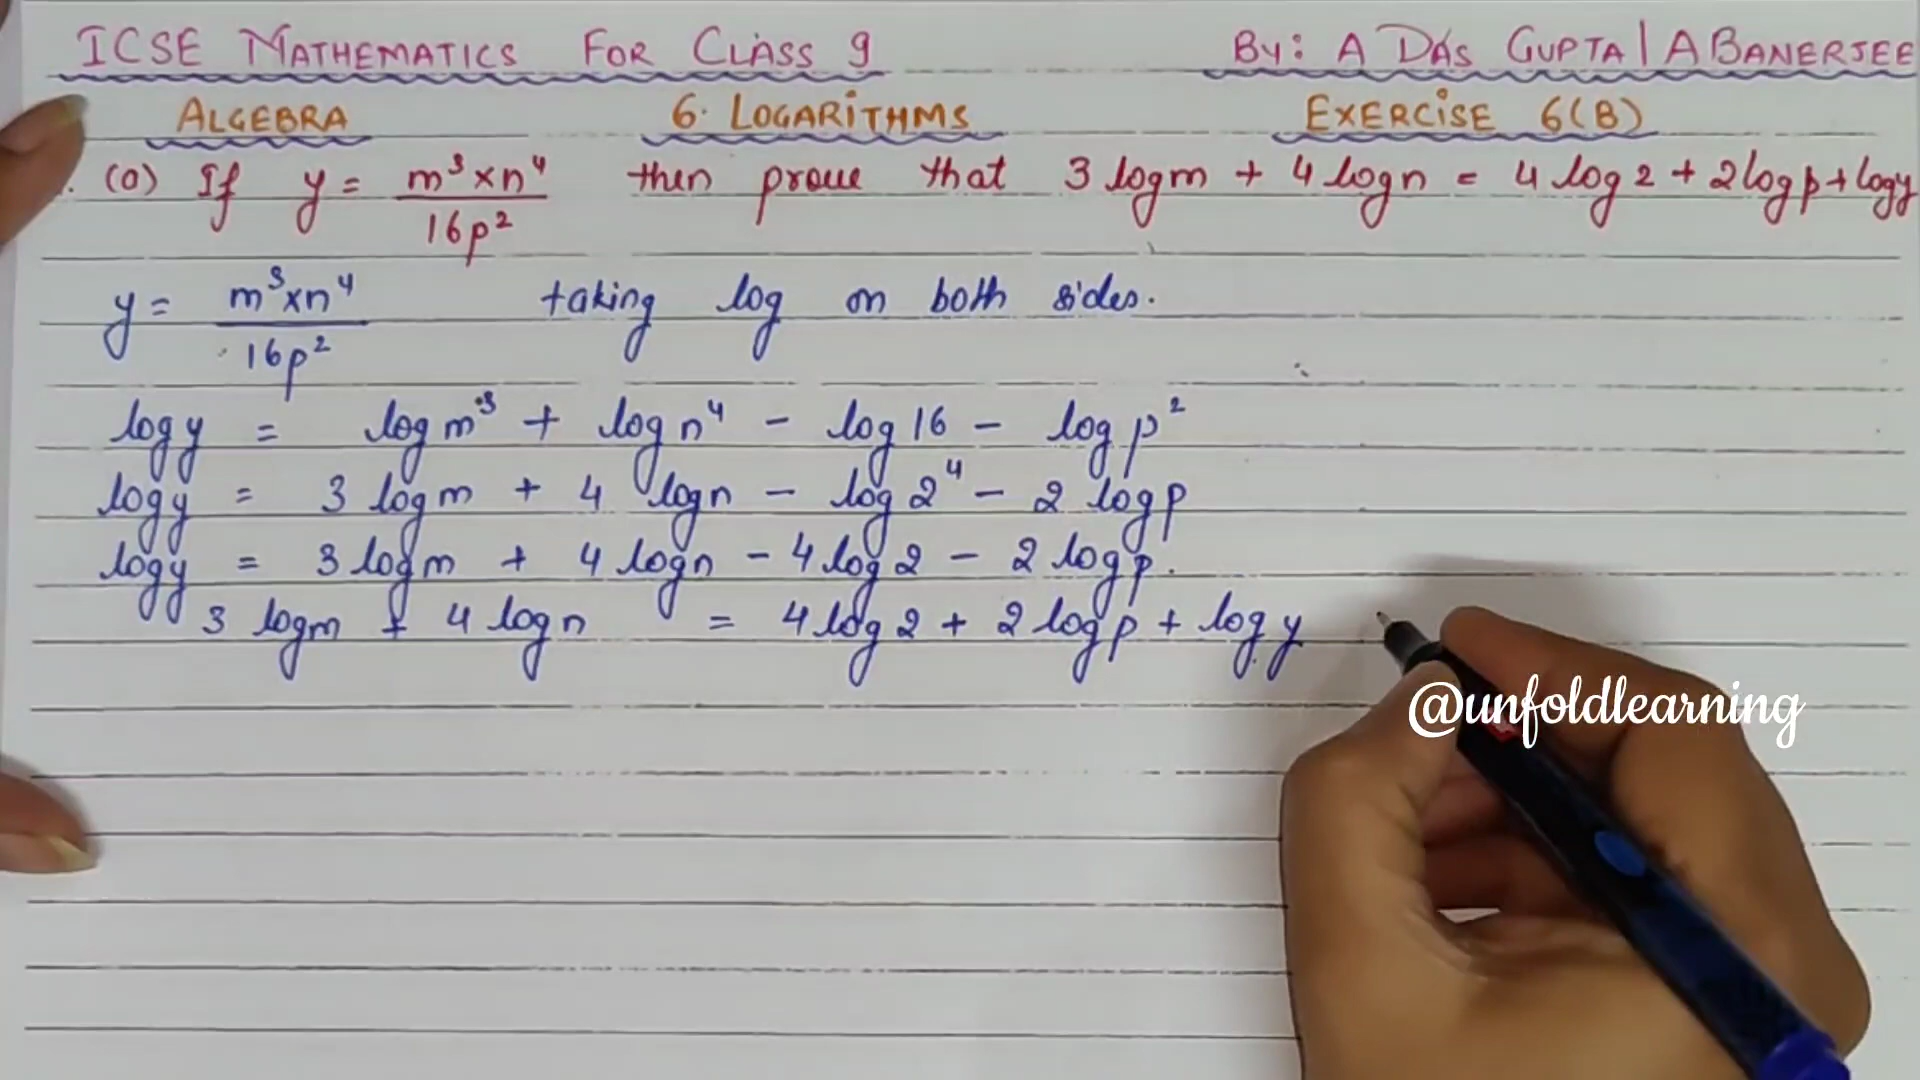 ICSE MATHEMATICS FOR CLASS 9 BY: A DAS GUPTA | A BANERJEE
ALGEBRA 6. LOGARITHMS EXERCISE 6(B)
. (a) If y = m³×n⁴/16p² then prove that 3 log m + 4 log n = 4 log 2 + 2 log p + log y
y = m³×n⁴/16p² taking log on both sides.
log y = log m³ + log n⁴ - log 16 - log p²
log y = 3 log m + 4 log n - log 2⁴ - 2 log p
log y = 3 log m + 4 log n - 4 log 2 - 2 log p.
3 log m + 4 log n = 4 log 2 + 2 log p + log y
@unfoldlearning